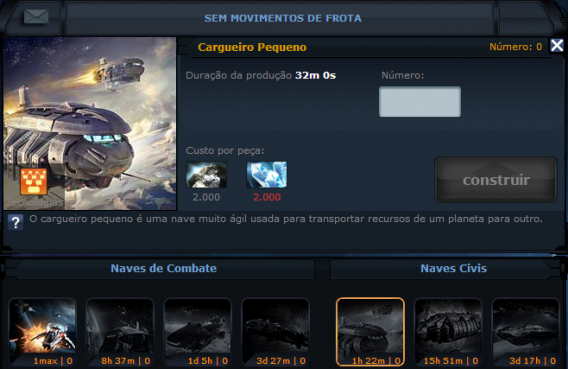 SEM MOVIMENTOS DE FROTA
Cargueiro Pequeno
Número: 0
Duração da produção 32m 0s
Número:
Custo por peça:
2.000 2.000
construir
Tecnologias
? O cargueiro pequeno é uma nave muito ágil usada para transportar recursos de um planeta para outro.
Naves de Combate
Naves Civis
1max | 0 8h 37m | 0 1d 5h | 0 3d 27m | 0 1h 22m | 0 15h 51m | 0 3d 17h | 0